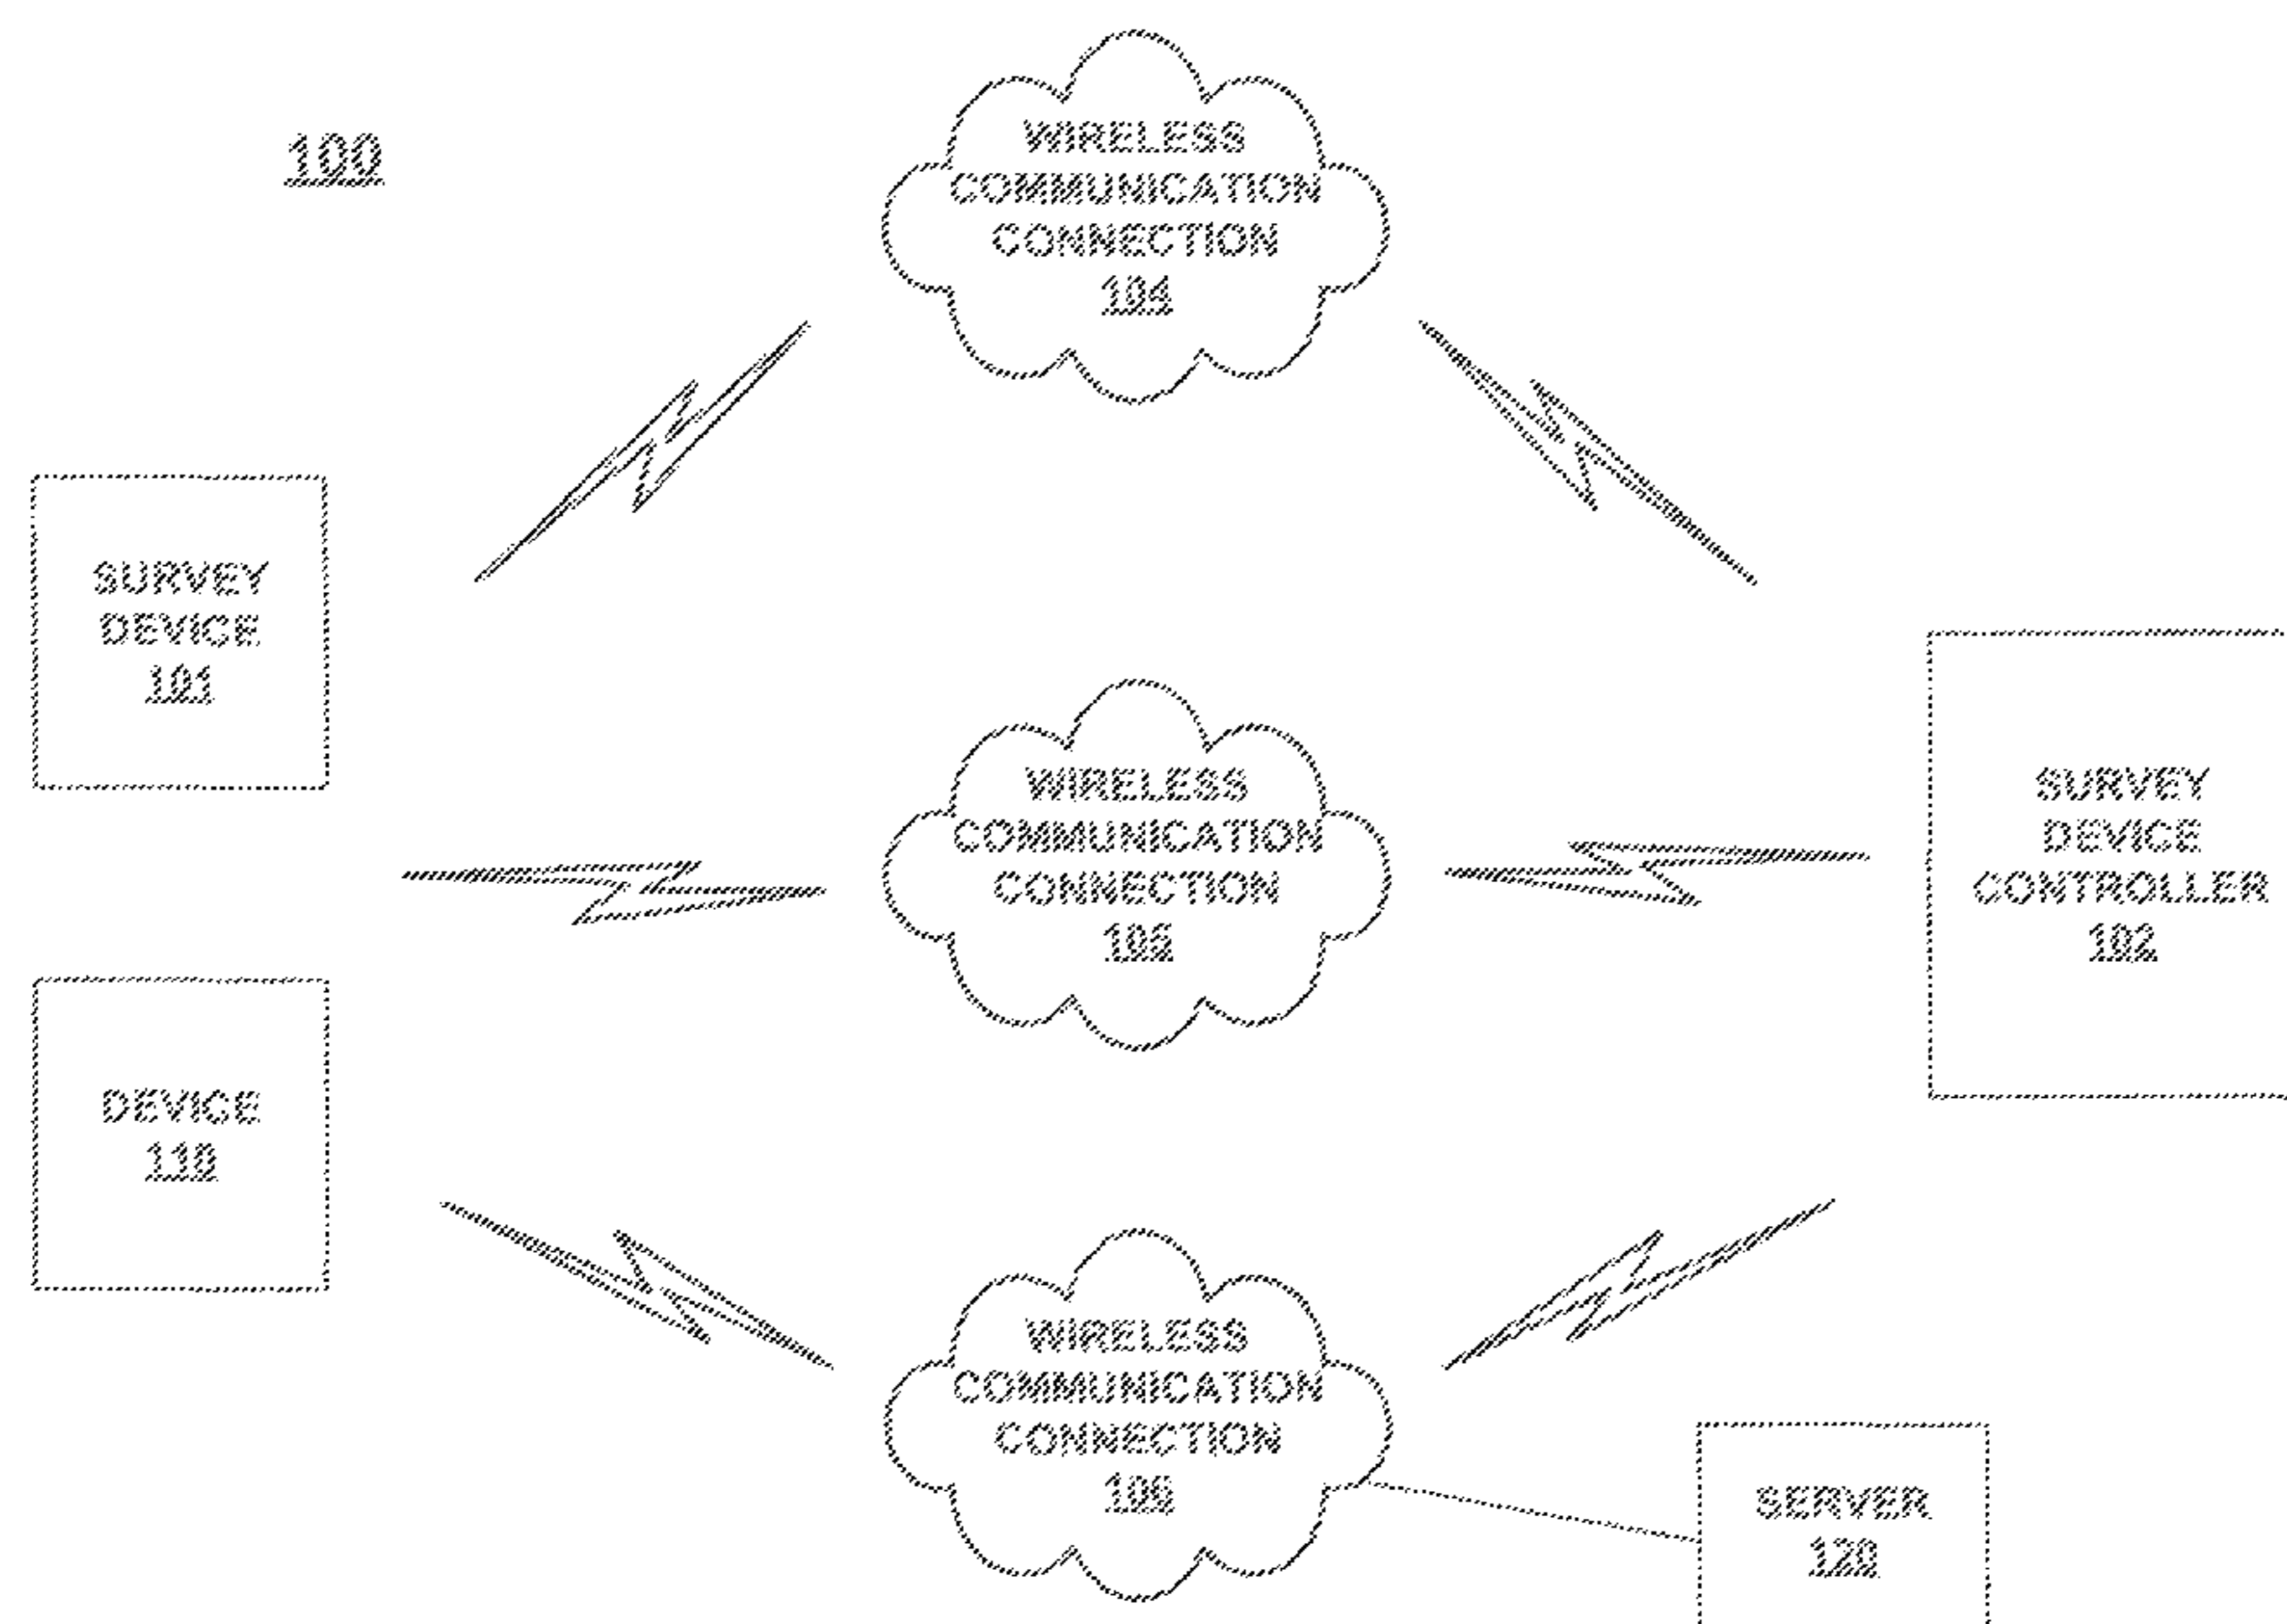 100
WIRELESS
COMMUNICATION
CONNECTION
104
SURVEY
DEVICE
101
WIRELESS
COMMUNICATION
CONNECTION
105
SURVEY
DEVICE
CONTROLLER
102
DEVICE
110
WIRELESS
COMMUNICATION
CONNECTION
106
SERVER
120